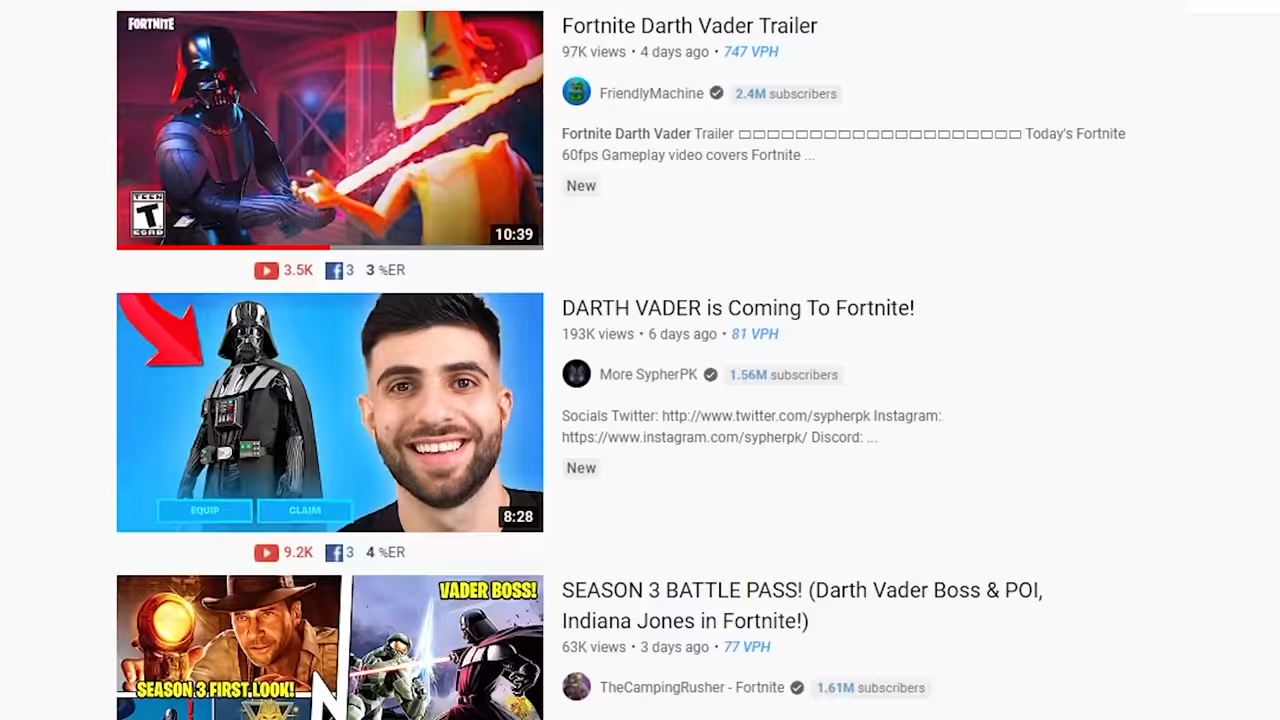 FORTNITE
TEEN
T
ESRB
10:39
Fortnite Darth Vader Trailer
97K views • 4 days ago • 747 VPH
FriendlyMachine 2.4M subscribers
Fortnite Darth Vader Trailer □□□□□□□□□□□□□□□□□□□□ Today's Fortnite
60fps Gameplay video covers Fortnite ...
New
3.5K f 3 3 %ER
EQUIP CLAIM
8:28
DARTH VADER is Coming To Fortnite!
193K views • 6 days ago • 81 VPH
More SypherPK 1.56M subscribers
Socials Twitter: http://www.twitter.com/sypherpk Instagram:
https://www.instagram.com/sypherpk/ Discord: ...
New
9.2K f 3 4 %ER
VADER BOSS!
SEASON 3 FIRST LOOK!
SEASON 3 BATTLE PASS! (Darth Vader Boss & POI,
Indiana Jones in Fortnite!)
63K views • 3 days ago • 77 VPH
TheCampingRusher - Fortnite 1.61M subscribers